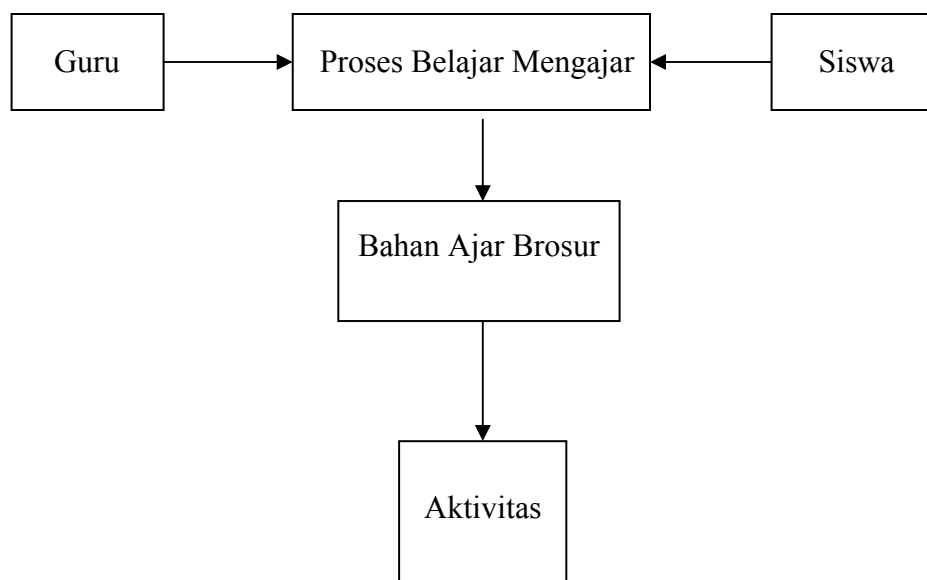 Guru
Proses Belajar Mengajar
Siswa
Bahan Ajar Brosur
Aktivitas